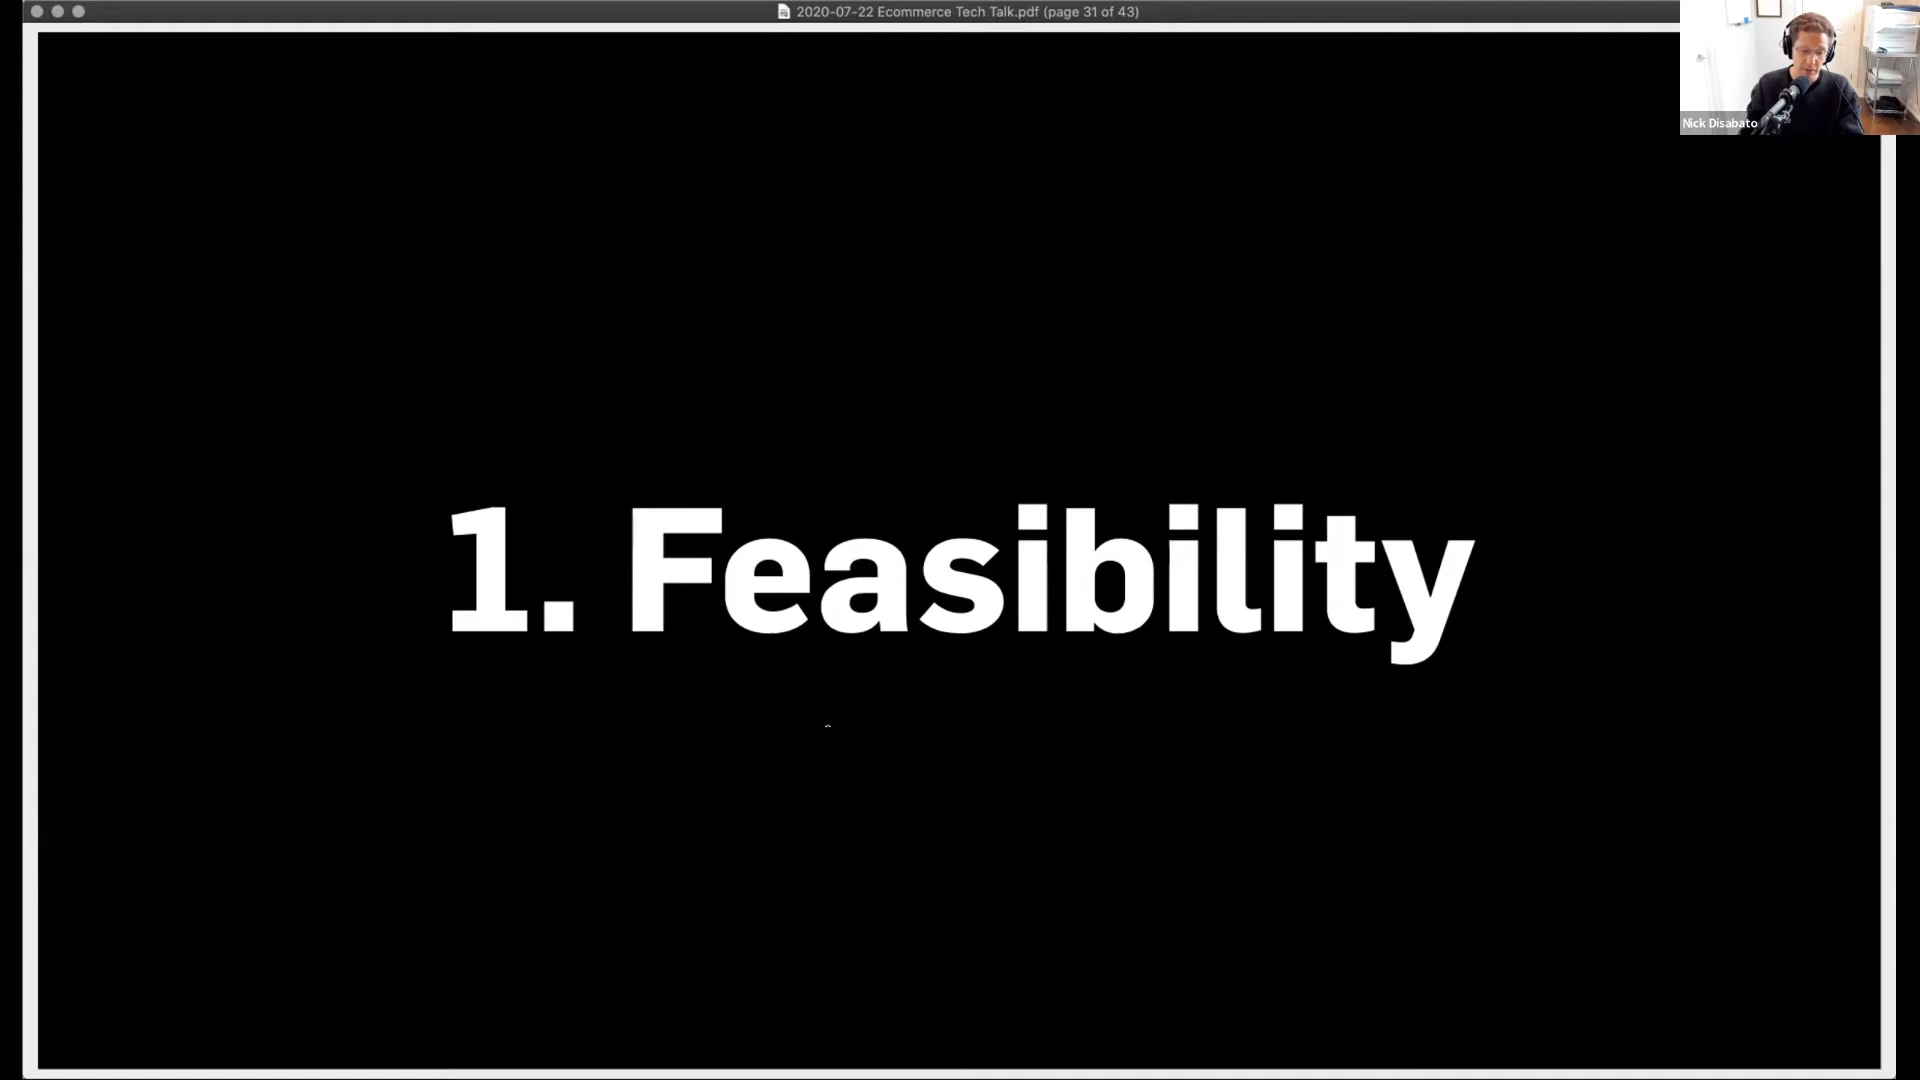 2020-07-22 Ecommerce Tech Talk.pdf (page 31 of 43)
Nick Disabato
1. Feasibility